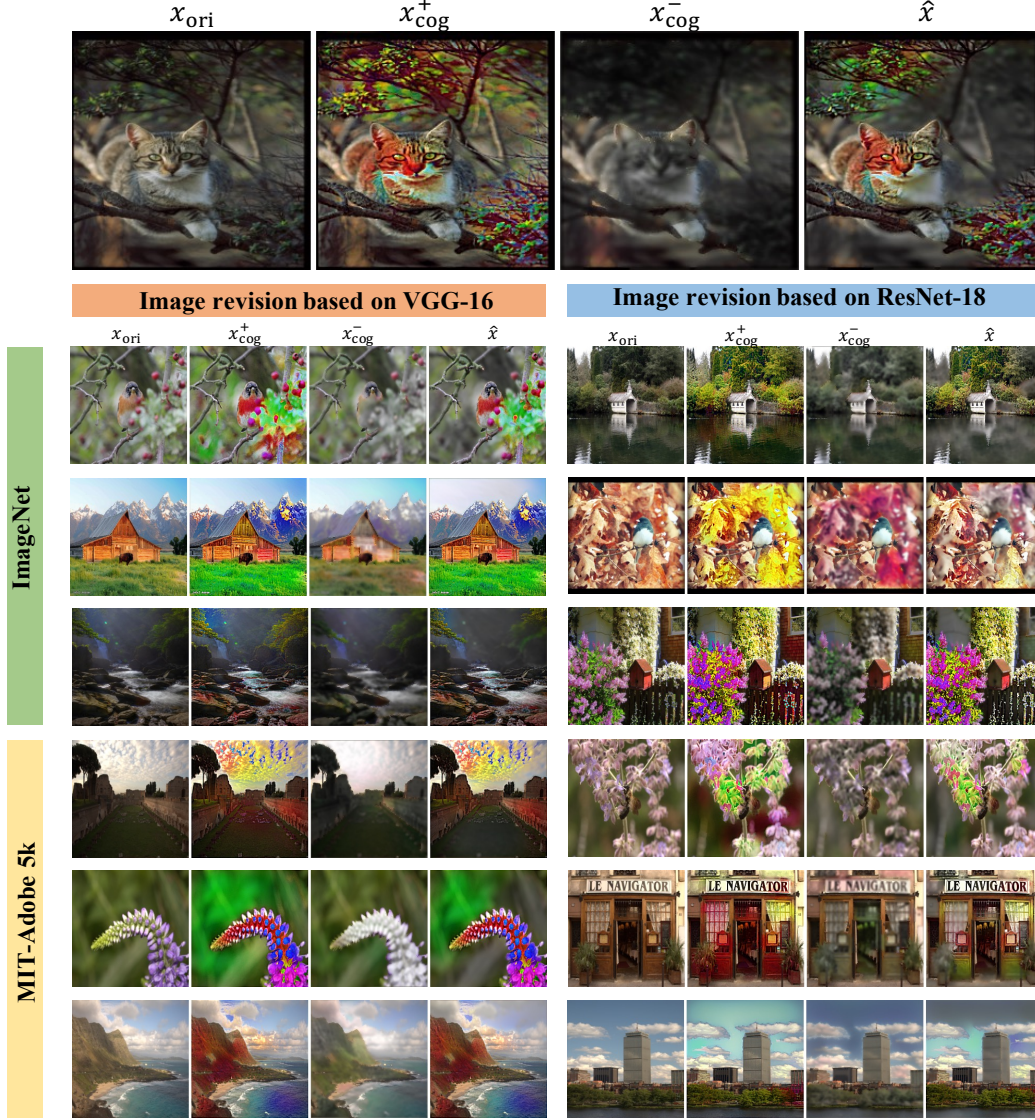 x_ori x⁺_cog x⁻_cog x̂
Image revision based on VGG-16
Image revision based on ResNet-18
x_ori x⁺_cog x⁻_cog x̂
x_ori x⁺_cog x⁻_cog x̂
ImageNet
MIT-Adobe 5k
LE NAVIGATOR
LE NAVIGATOR
LE NAVIGATOR
LE NAVIGATOR